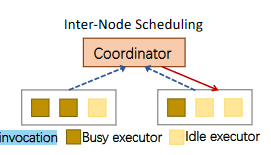 Inter-Node Scheduling
Coordinator
invocation Busy executor Idle executor